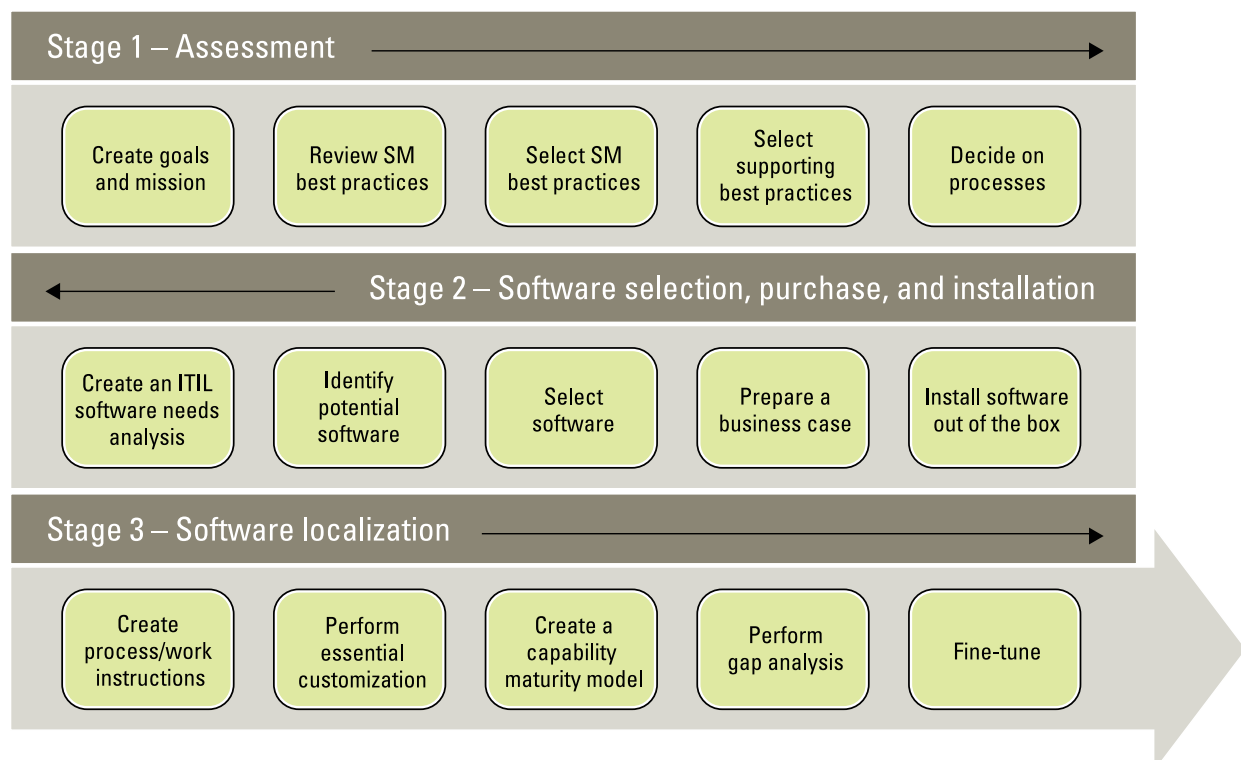 Stage 1 – Assessment
Create goals
and mission
Review SM
best practices
Select SM
best practices
Select
supporting
best practices
Decide on
processes
Stage 2 – Software selection, purchase, and installation
Create an ITIL
software needs
analysis
Identify
potential
software
Select
software
Prepare a
business case
Install software
out of the box
Stage 3 – Software localization
Create
process/work
instructions
Perform
essential
customization
Create a
capability
maturity model
Perform
gap analysis
Fine-tune